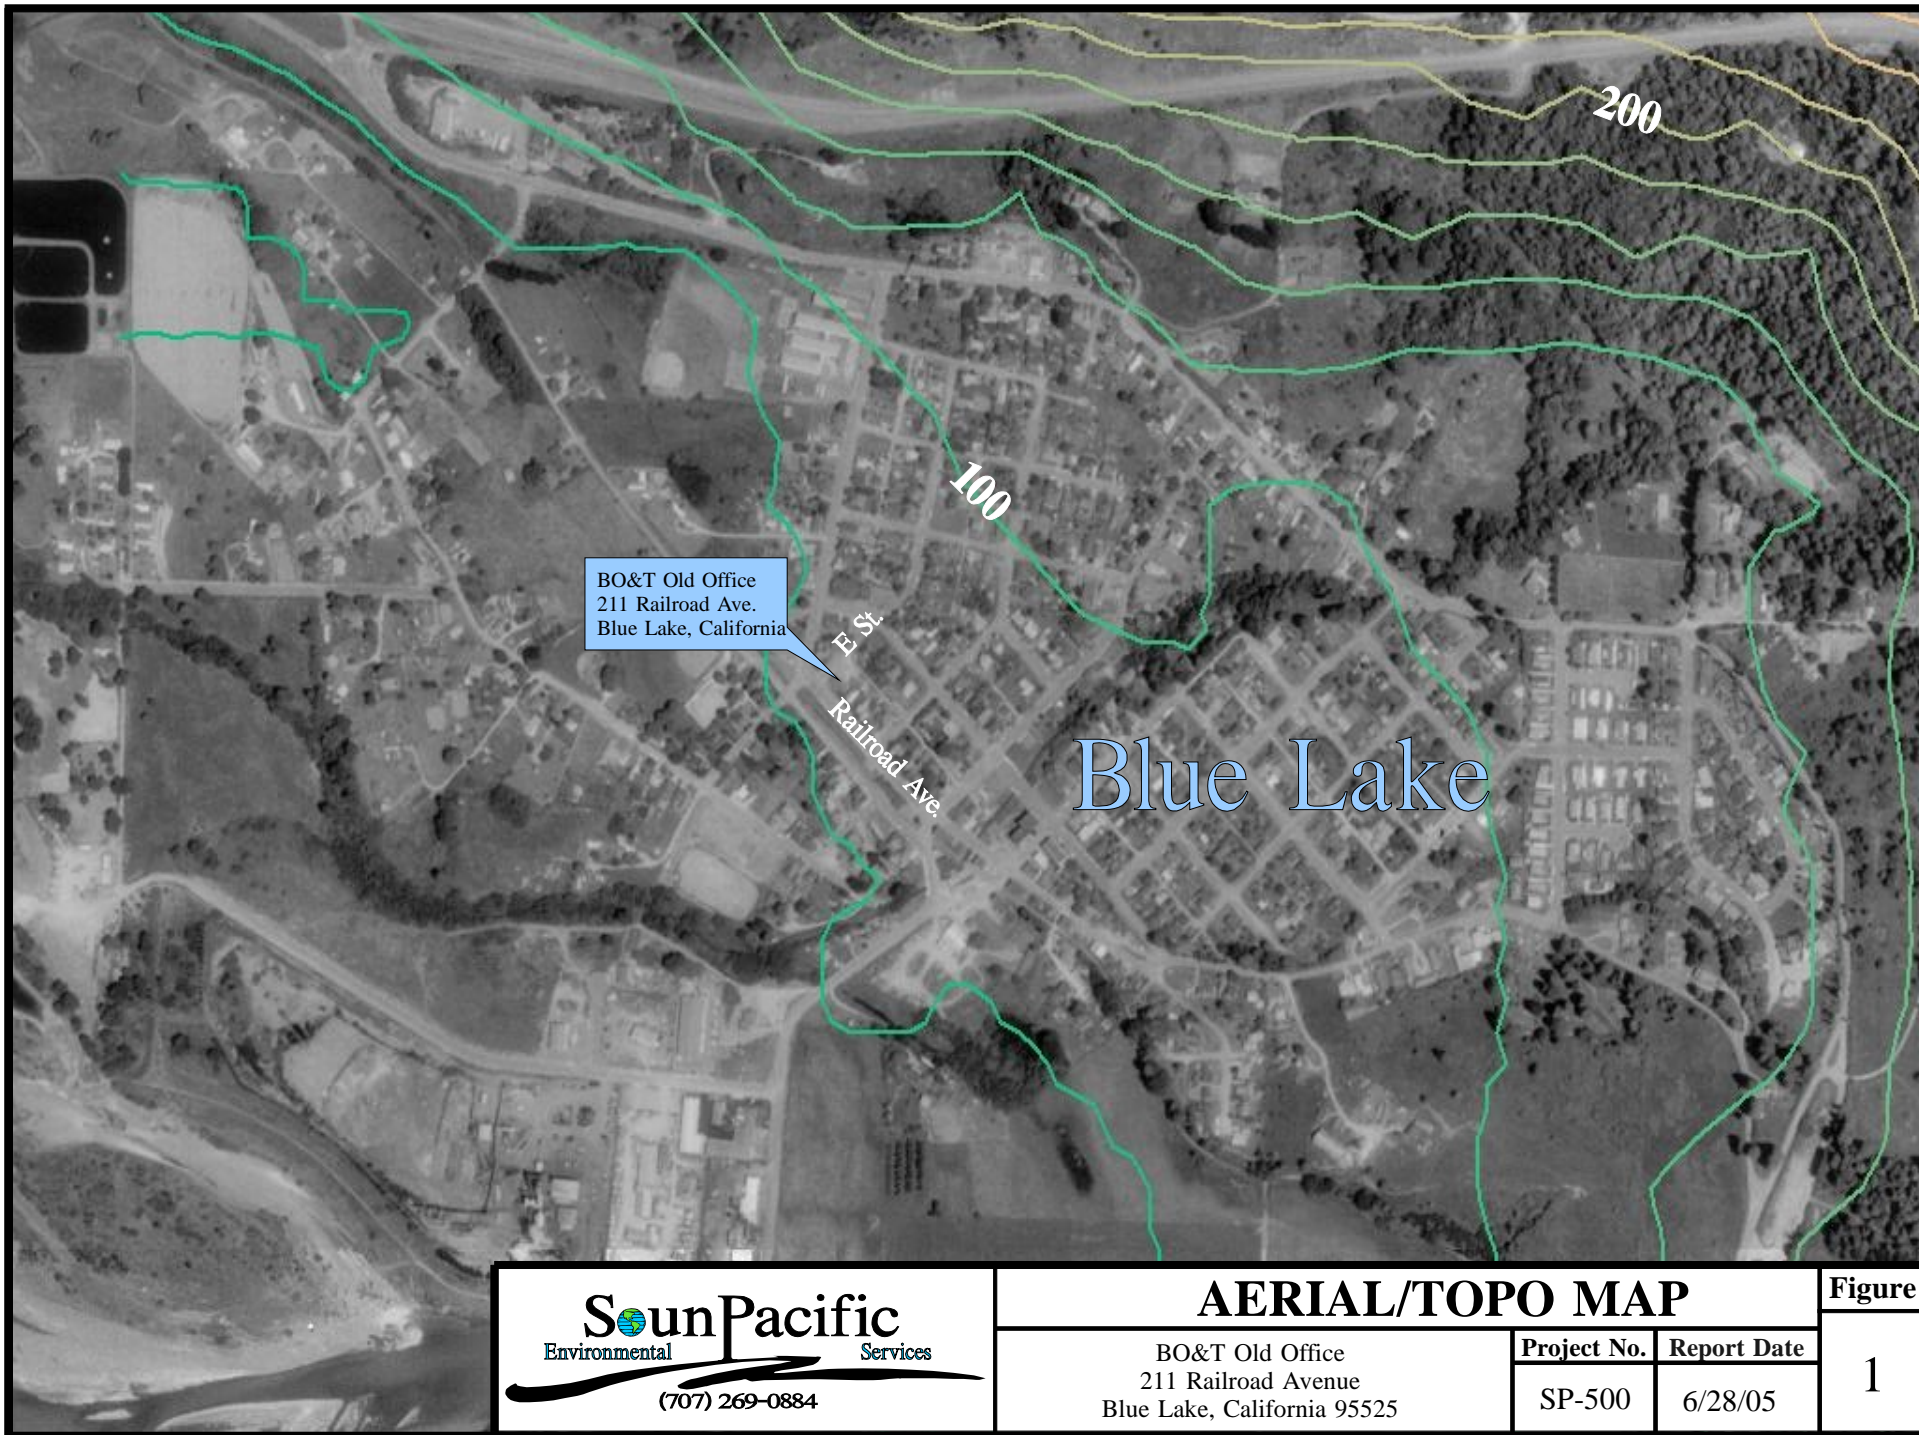 200
100
BO&T Old Office
211 Railroad Ave.
Blue Lake, California
E St.
Railroad Ave.
Blue Lake
SounPacific
Environmental Services
(707) 269-0884
AERIAL/TOPO MAP
BO&T Old Office
211 Railroad Avenue
Blue Lake, California 95525
Project No.
SP-500
Report Date
6/28/05
Figure
1